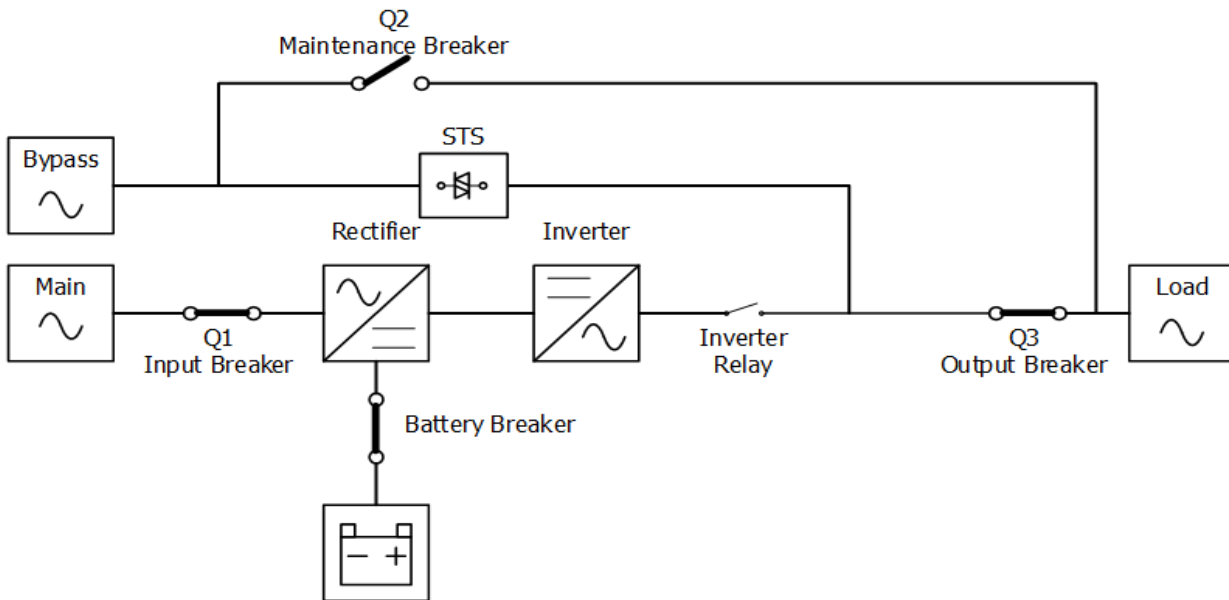 Q2
Maintenance Breaker
STS
Bypass
Rectifier
Inverter
Main
Load
Q1
Input Breaker
Inverter
Relay
Q3
Output Breaker
Battery Breaker